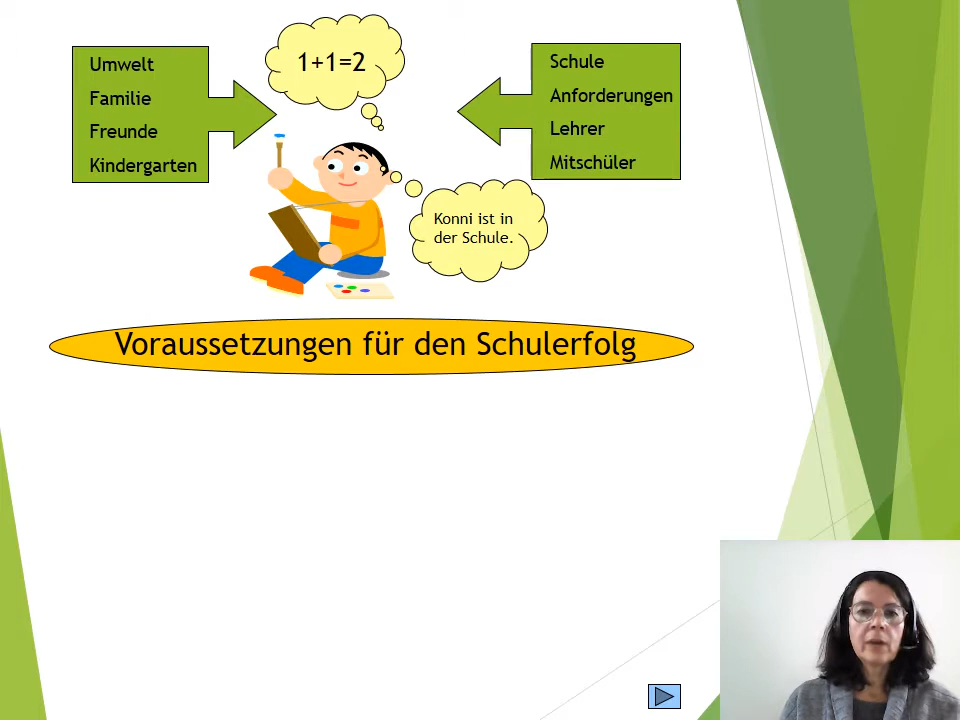 1+1=2
Umwelt
Familie
Freunde
Kindergarten
Schule
Anforderungen
Lehrer
Mitschüler
Konni ist in
der Schule.
Voraussetzungen für den Schulerfolg